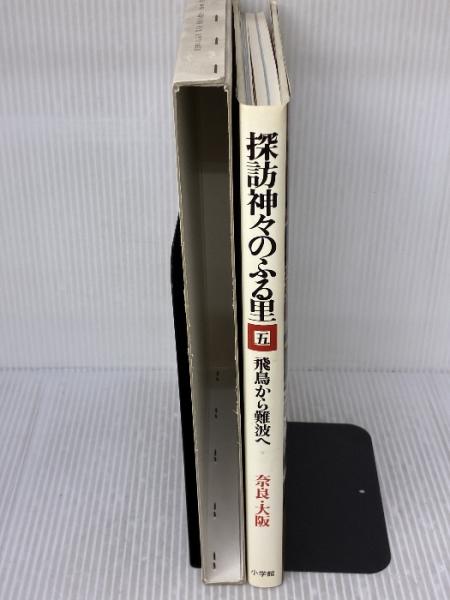 探訪神々のふる里
五
飛鳥から難波へ
奈良・大阪
小学館